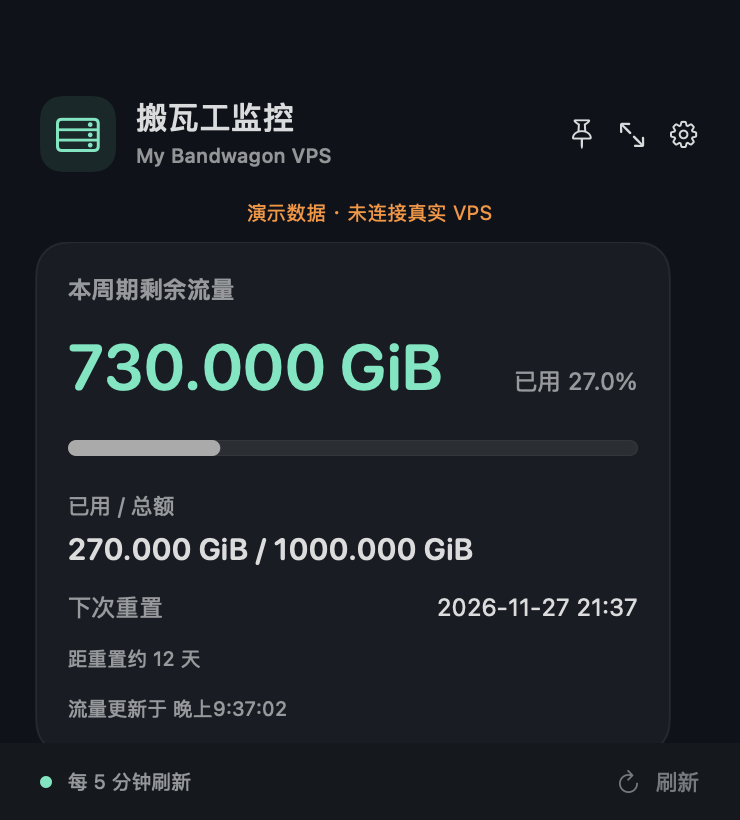 搬瓦工监控
My Bandwagon VPS
演示数据 · 未连接真实 VPS
本周期剩余流量
730.000 GiB
已用 27.0%
已用 / 总额
270.000 GiB / 1000.000 GiB
下次重置 2026-11-27 21:37
距重置约 12 天
流量更新于 晚上9:37:02
每 5 分钟刷新 刷新